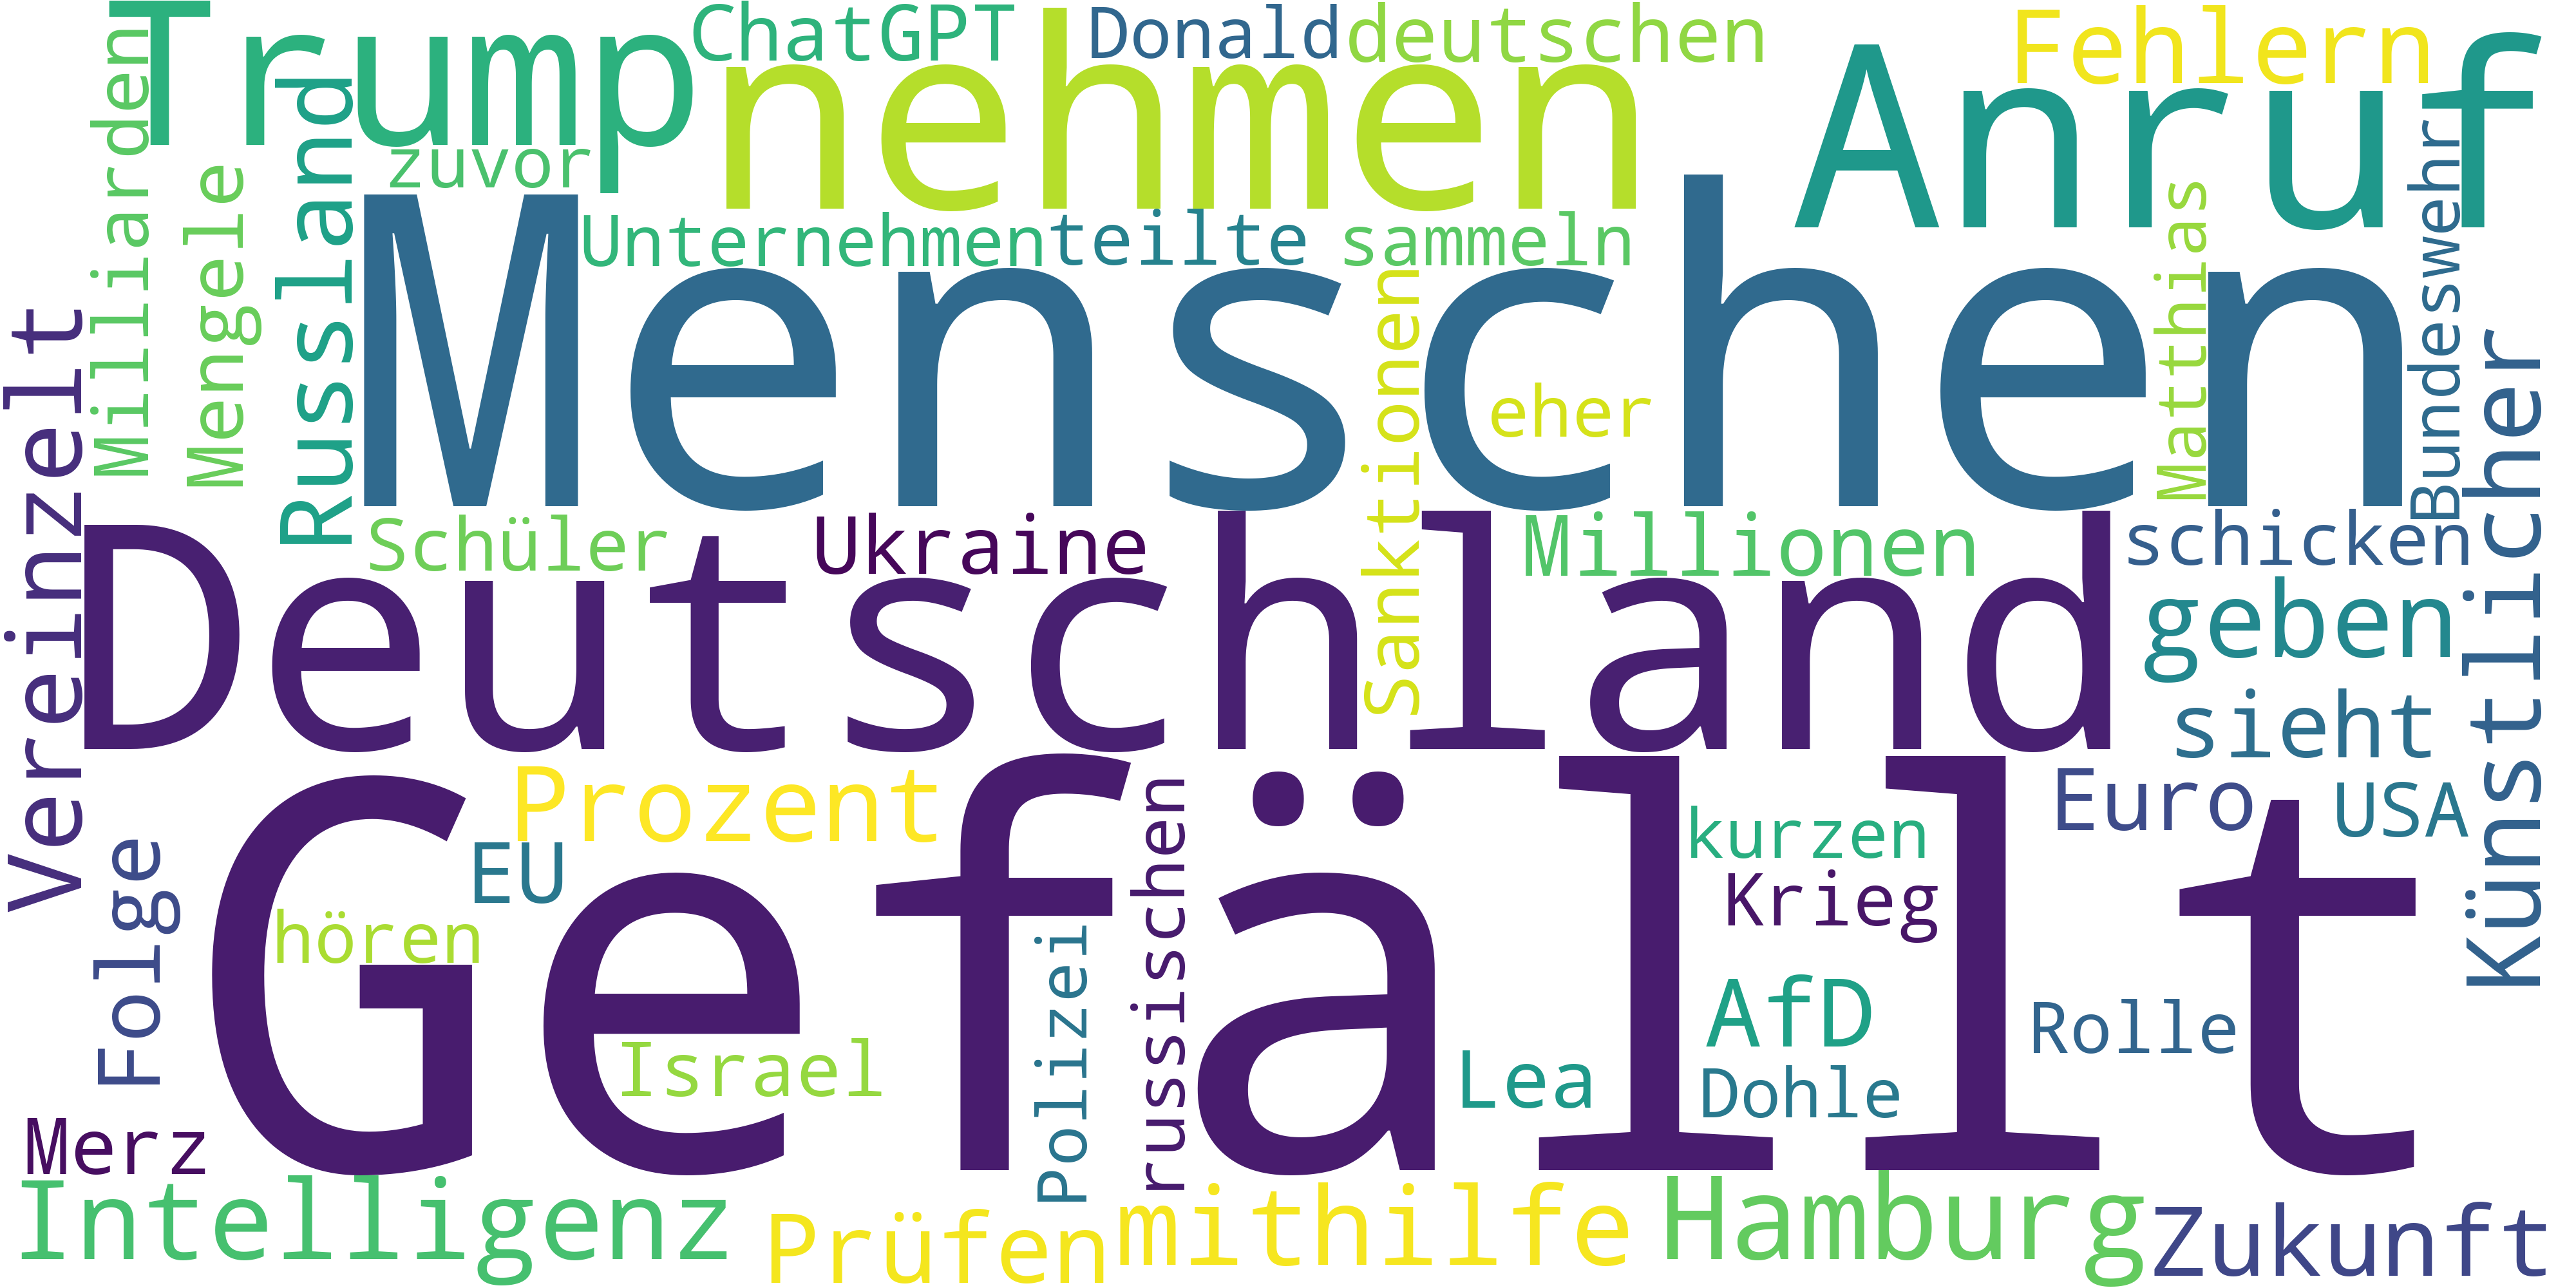 Trump
ChatGPT
Donald
deutschen
Fehlern
nehmen
Anruf
Milliarden
Mengele
Russland
zuvor
Unternehmen
teilte
sammeln
Matthias
Bundeswehr
Menschen
Sanktionen
eher
Vereinzelt
Künstlicher
Schüler
Ukraine
Millionen
schicken
Deutschland
geben
sieht
Prozent
Euro
USA
EU
kurzen
Krieg
Folge
hören
Gefällt
russischen
Polizei
AfD
Rolle
Israel
Lea
Dohle
Merz
Intelligenz
Prüfen
mithilfe
Hamburg
Zukunft